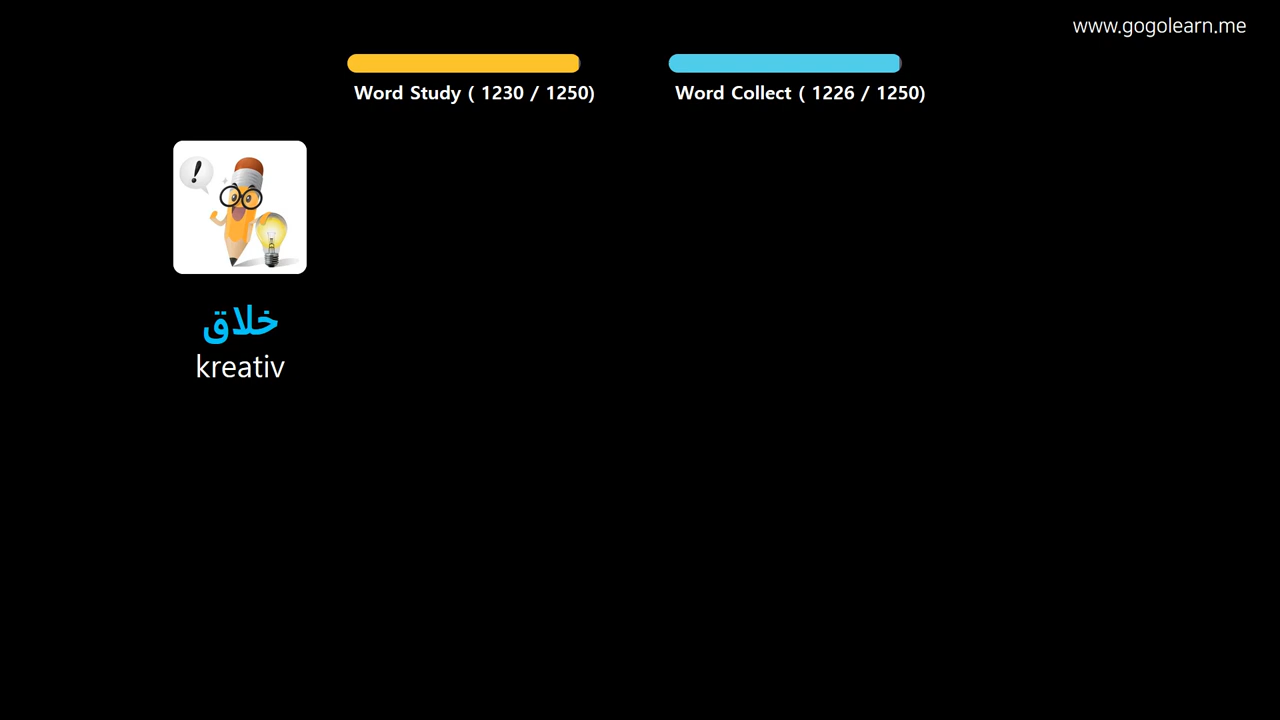 www.gogolearn.me
Word Study ( 1230 / 1250)
Word Collect ( 1226 / 1250)
!
خلاق
kreativ